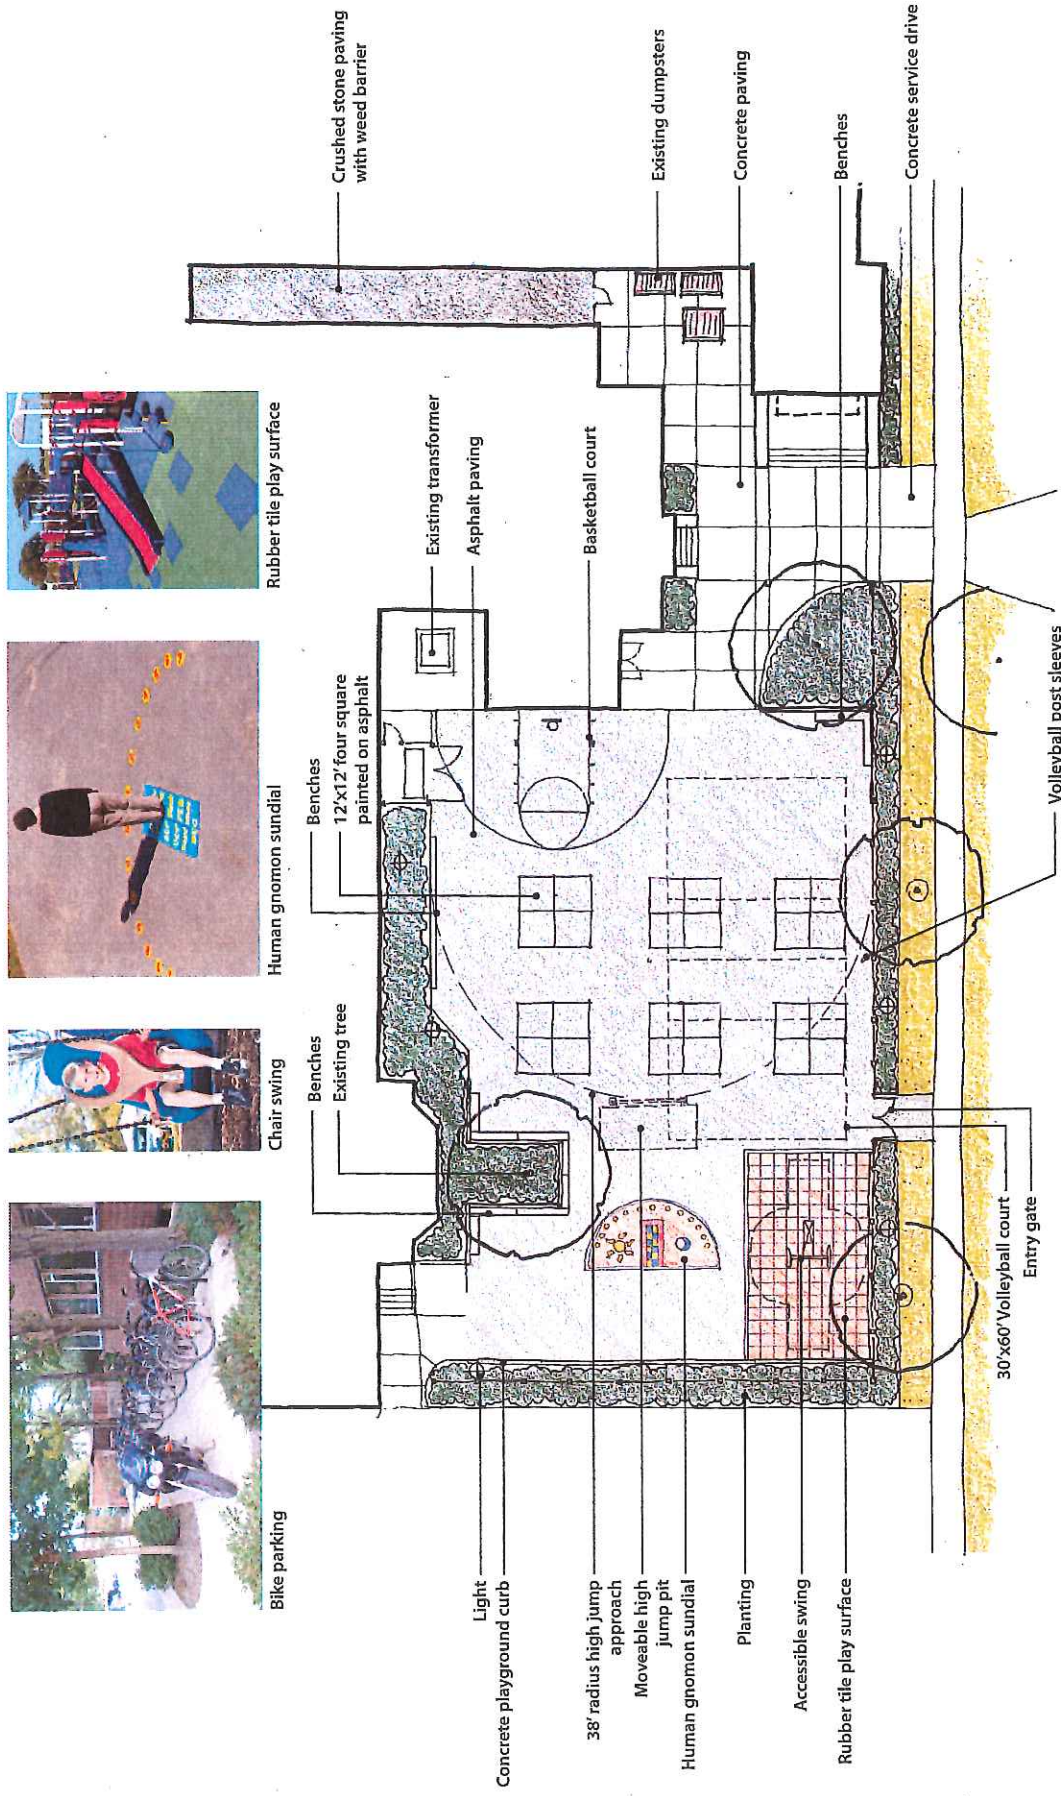 Bike parking
Chair swing
Human gnomon sundial
Rubber tile play surface
Light
Concrete playground curb
38' radius high jump
approach
Moveable high
jump pit
Human gnomon sundial
Planting
Accessible swing
Rubber tile play surface
Benches
Existing tree
Benches
12'x12' four square
painted on asphalt
Existing transformer
Asphalt paving
Basketball court
Crushed stone paving
with weed barrier
Existing dumpsters
Concrete paving
Benches
Concrete service drive
30'x60' Volleyball court
Entry gate
Volleyball post sleeves